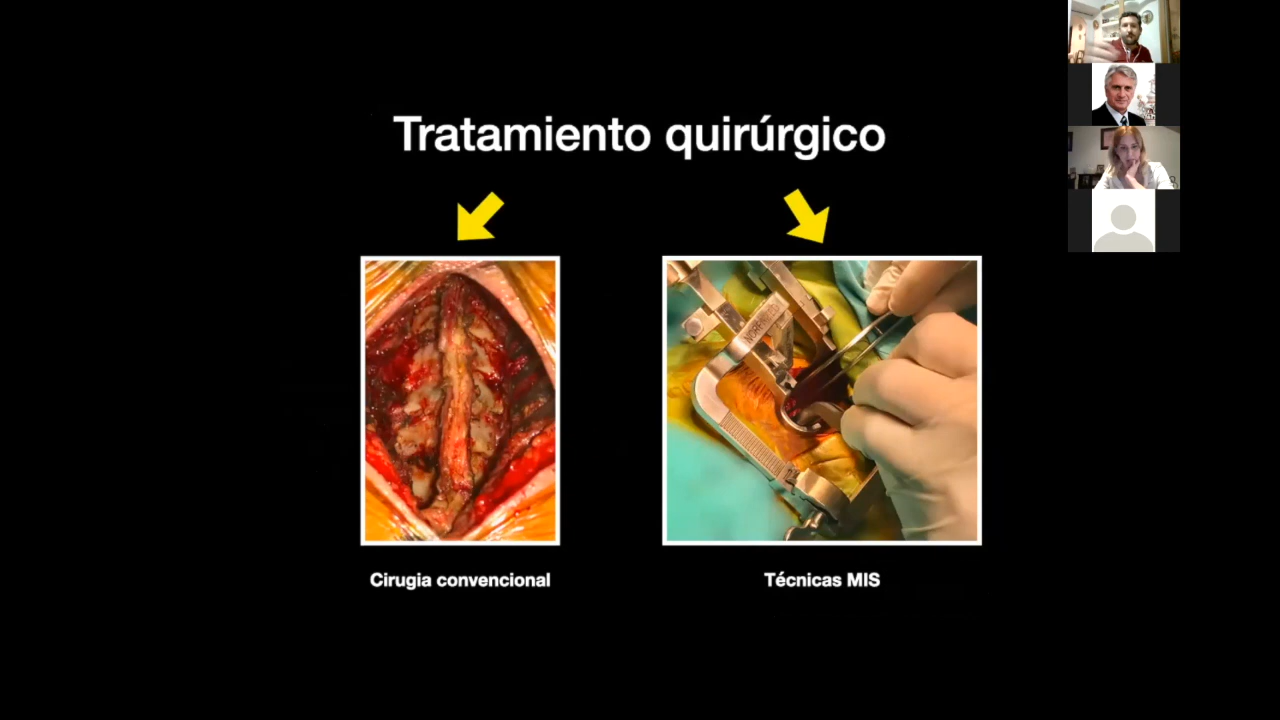 Tratamiento quirúrgico
Cirugia convencional
Técnicas MIS